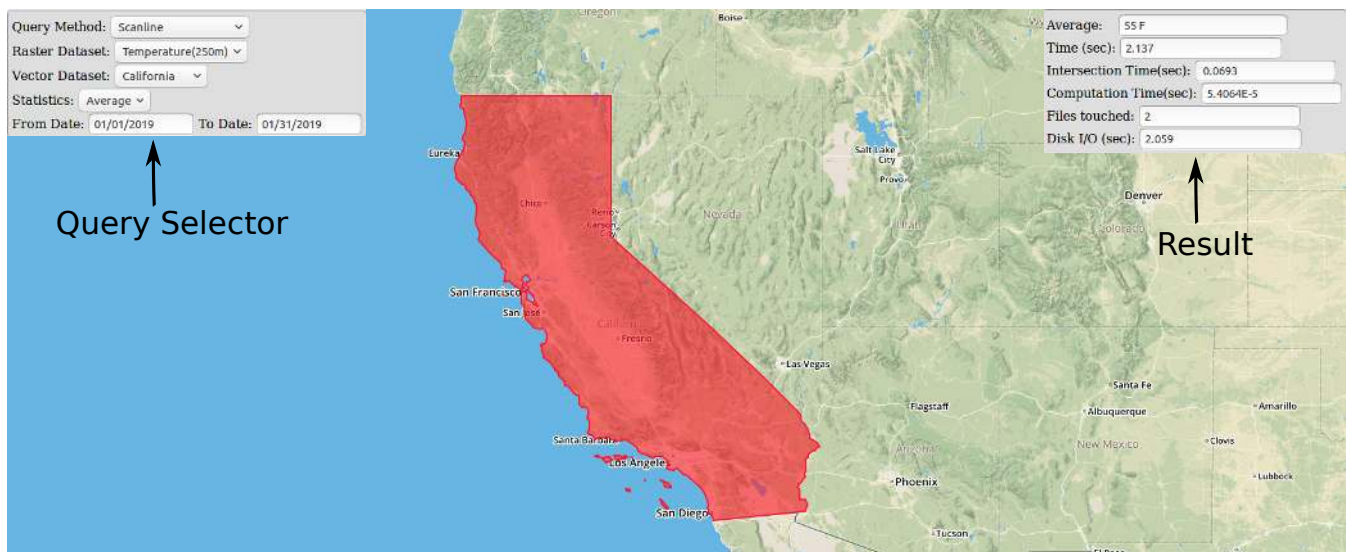 Query Method: Scanline
Raster Dataset: Temperature(250m)
Vector Dataset: California
Statistics: Average
From Date: 01/01/2019 To Date: 01/31/2019
Query Selector
Average: 55 F
Time (sec): 2.137
Intersection Time(sec): 0.0693
Computation Time(sec): 5.4064E-5
Files touched: 2
Disk I/O (sec): 2.059
Result
Oregon
Boise
Eureka
Salt Lake
City
Provo
Denver
Chico
Reno
Carson
City
Nevada
Utah
Colorado
San Francisco
San Jose
California
Fresno
Las Vegas
Santa Fe
Flagstaff
Albuquerque
Amarillo
Santa Barbara
Arizona
New Mexico
Clovis
Los Angeles
Phoenix
Lubbock
San Diego
Tucson
El Paso